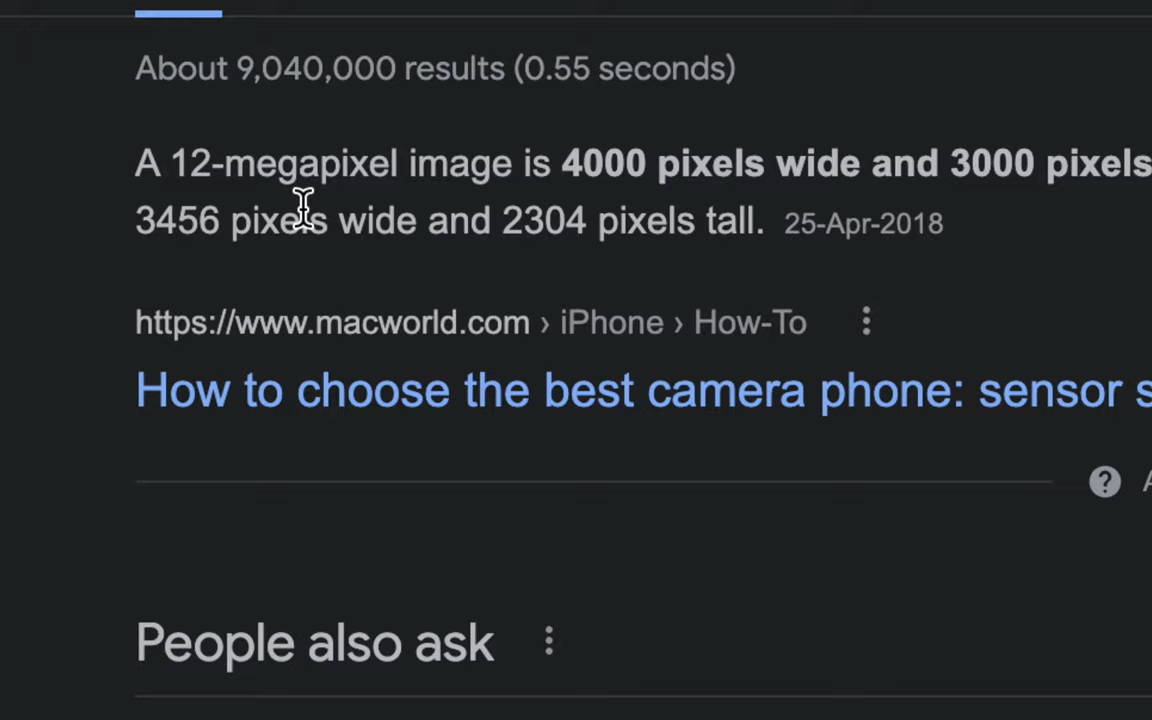 About 9,040,000 results (0.55 seconds)
A 12-megapixel image is 4000 pixels wide and 3000 pixels
3456 pixels wide and 2304 pixels tall. 25-Apr-2018
https://www.macworld.com › iPhone › How-To
How to choose the best camera phone: sensor
People also ask